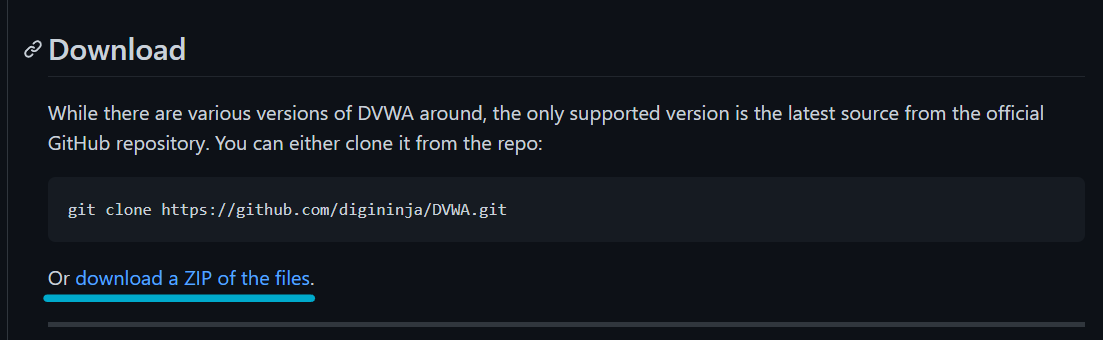 Download
While there are various versions of DVWA around, the only supported version is the latest source from the official
GitHub repository. You can either clone it from the repo:
git clone https://github.com/digininja/DVWA.git
Or download a ZIP of the files.